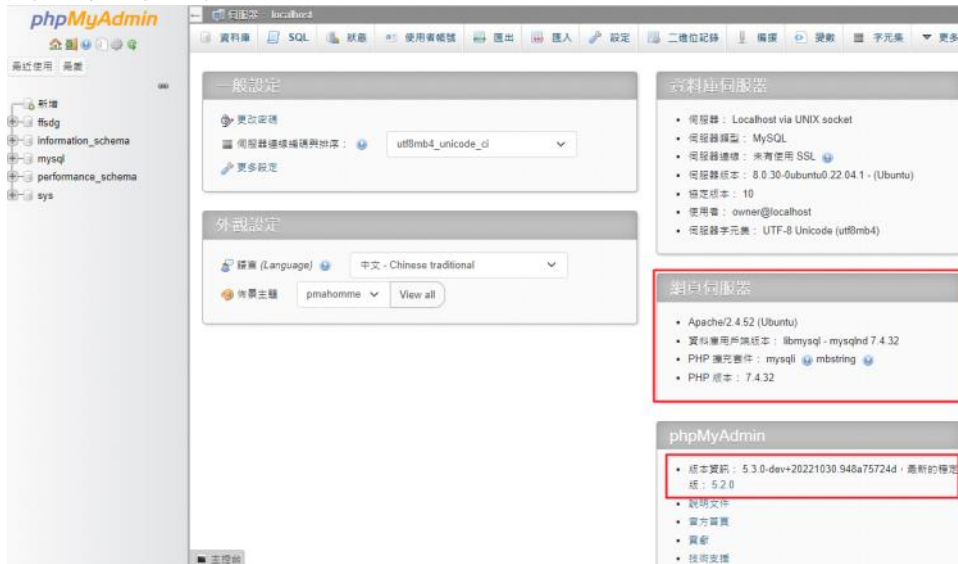 phpMyAdmin
最近使用 最愛
新增
ffsdg
information_schema
mysql
performance_schema
sys
伺服器: localhost
資料庫 SQL 狀態 使用者帳號 匯出 匯入 設定 二進位記錄 備援 變數 字元集 更多
一般設定
更改密碼
伺服器連線編碼與排序: utf8mb4_unicode_ci
更多設定
外觀設定
語言 (Language) 中文 - Chinese traditional
佈景主題 pmahomme View all
資料庫伺服器
伺服器: Localhost via UNIX socket
伺服器類型: MySQL
伺服器連線: 未有使用 SSL
伺服器版本: 8.0.30-0ubuntu0.22.04.1 - (Ubuntu)
協定版本: 10
使用者: owner@localhost
伺服器字元集: UTF-8 Unicode (utf8mb4)
網頁伺服器
Apache/2.4.52 (Ubuntu)
資料庫用戶端版本: libmysql - mysqlnd 7.4.32
PHP 擴充套件: mysqli mbstring
PHP 版本: 7.4.32
phpMyAdmin
版本資訊: 5.3.0-dev+20221030.948a75724d,最新的穩定
版: 5.2.0
說明文件
官方首頁
貢獻
技術支援
主控台